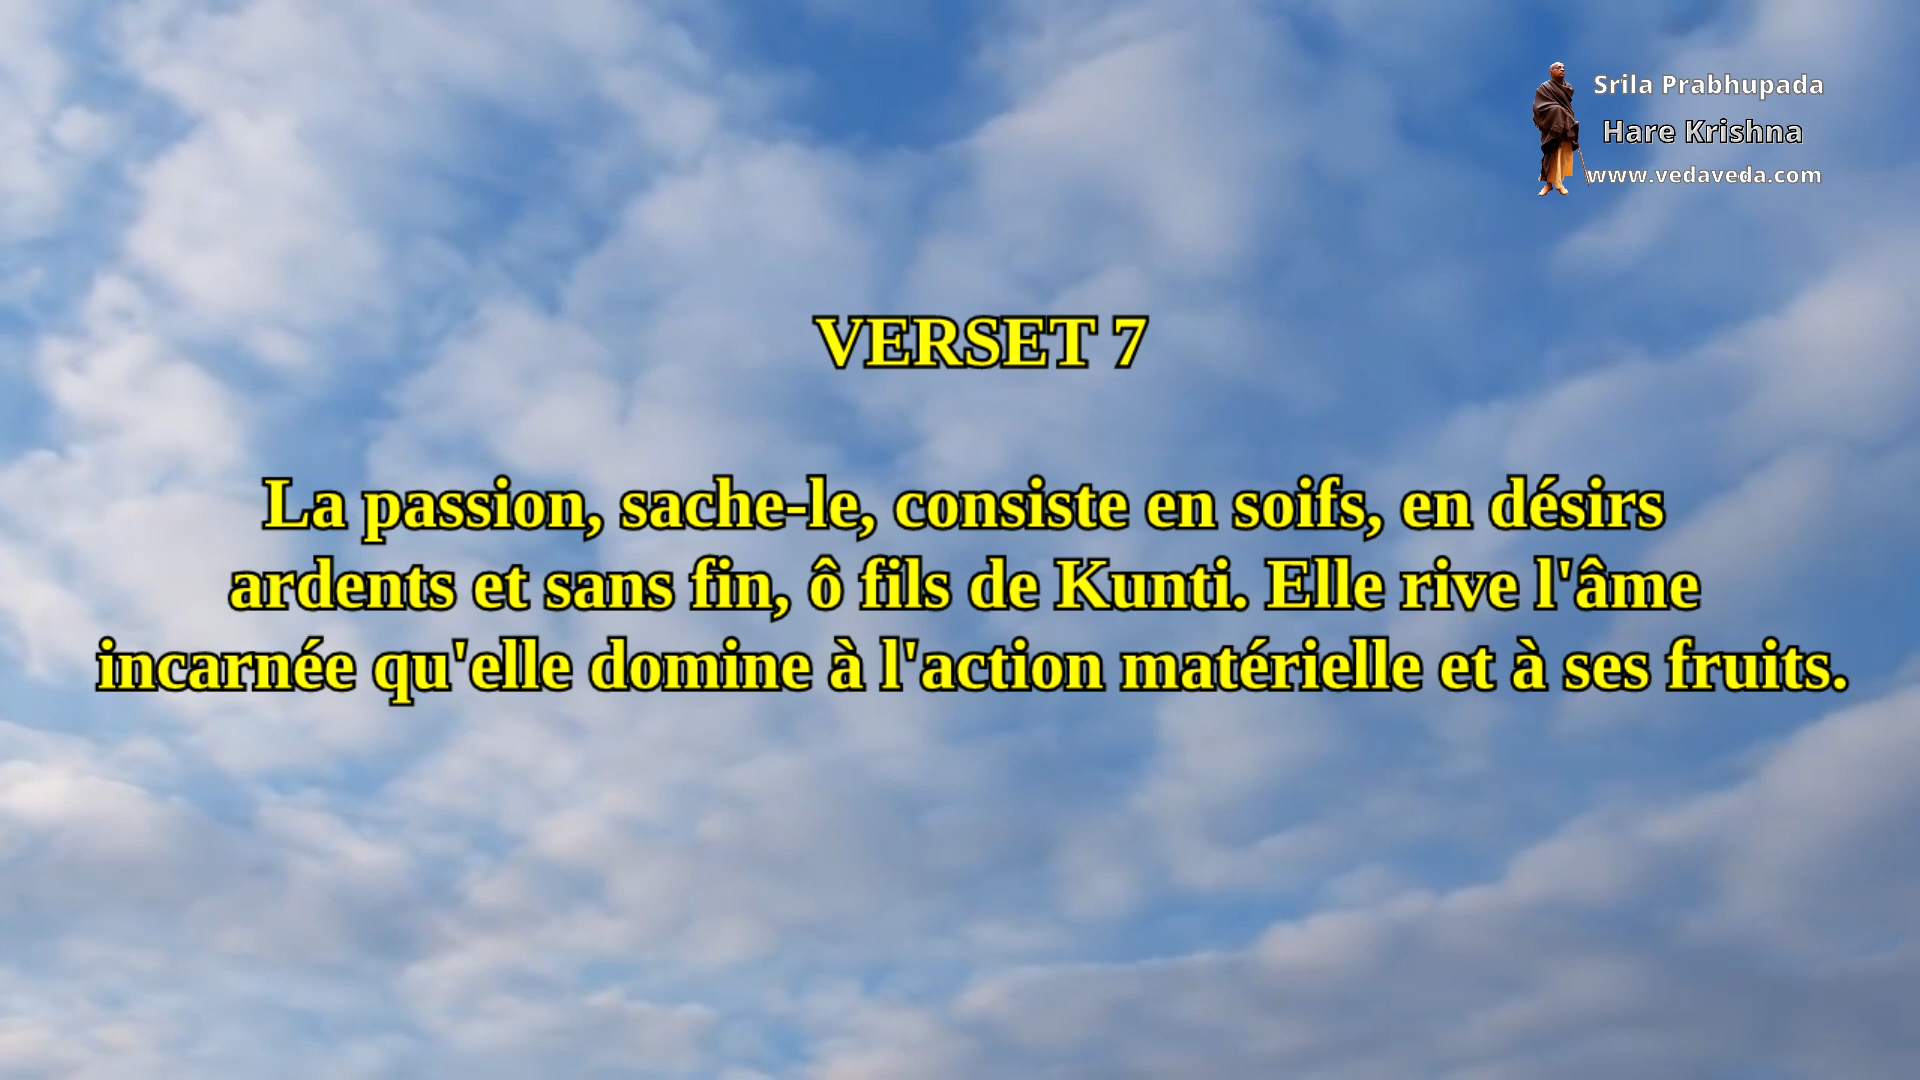 Srila Prabhupada
Hare Krishna
www.vedaveda.com
VERSET 7
La passion, sache-le, consiste en soifs, en désirs
ardents et sans fin, ô fils de Kunti. Elle rive l'âme
incarnée qu'elle domine à l'action matérielle et à ses fruits.